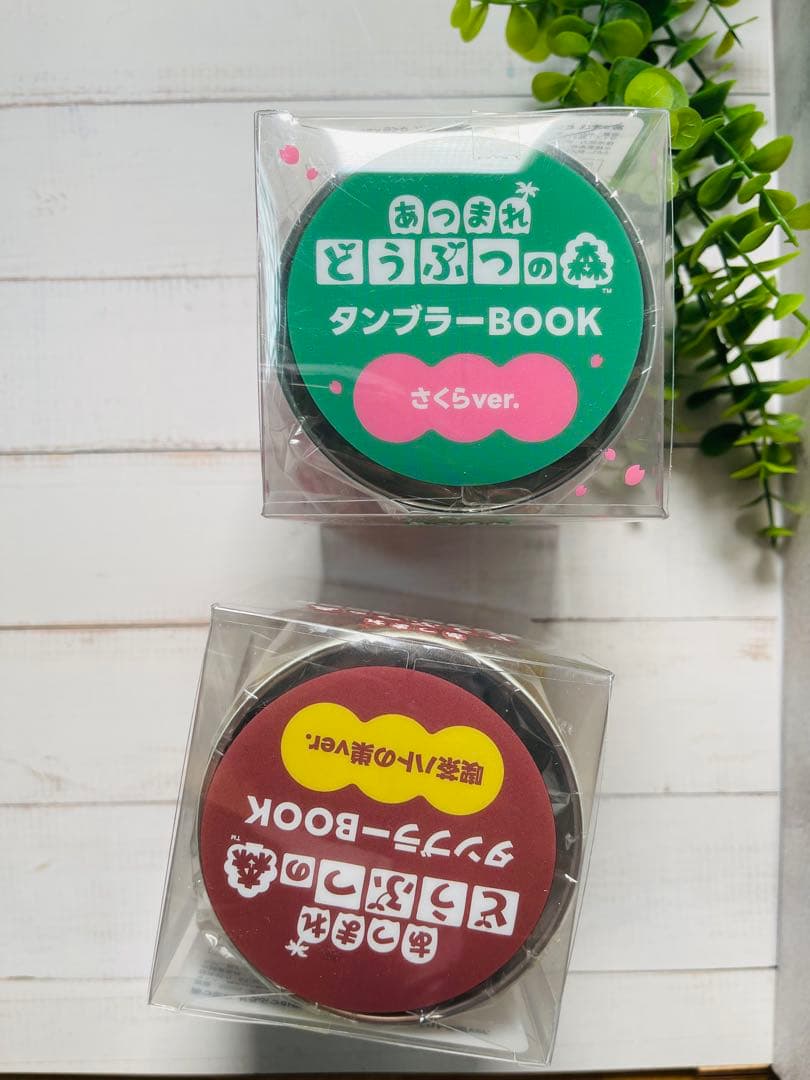 あつまれ
どうぶつの森
™
タンブラーBOOK
さくらver.
あつまれ
どうぶつの森
™
タンブラーBOOK
喫茶ハトの巣ver.